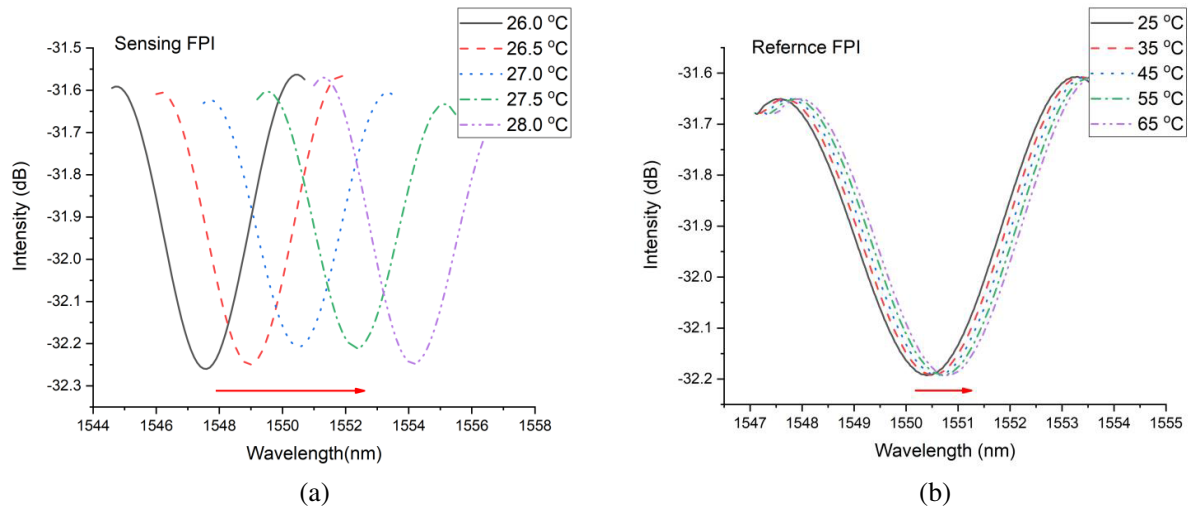 Sensing FPI
26.0 °C
26.5 °C
27.0 °C
27.5 °C
28.0 °C
-31.5
-31.6
-31.7
-31.8
-31.9
-32.0
-32.1
-32.2
-32.3
Intensity (dB)
1544 1546 1548 1550 1552 1554 1556 1558
Wavelength(nm)
(a)
Refernce FPI
25 °C
35 °C
45 °C
55 °C
65 °C
-31.6
-31.7
-31.8
-31.9
-32.0
-32.1
-32.2
Intensity (dB)
1547 1548 1549 1550 1551 1552 1553 1554 1555
Wavelength (nm)
(b)